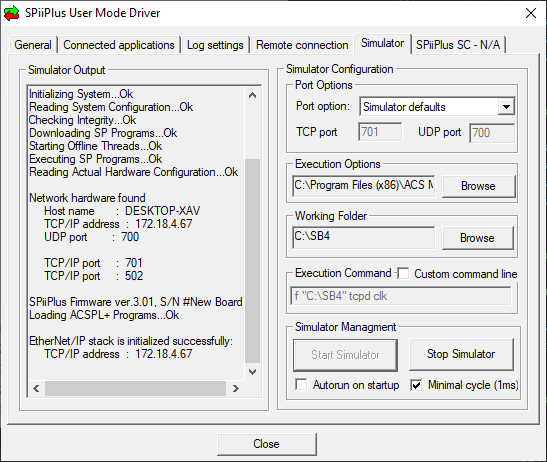 SPiiPlus User Mode Driver
General
Connected applications
Log settings
Remote connection
Simulator
SPiiPlus SC - N/A
Simulator Output
Initializing System...Ok
Reading System Configuration...Ok
Checking Integrity...Ok
Downloading SP Programs...Ok
Starting Offline Threads...Ok
Executing SP Programs...Ok
Reading Actual Hardware Configuration...Ok
Network hardware found
Host name : DESKTOP-XAV
TCP/IP address : 172.18.4.67
UDP port : 700
TCP/IP port : 701
TCP/IP port : 502
SPiiPlus Firmware ver.3.01, S/N #New Board
Loading ACSPL+ Programs...Ok
EtherNet/IP stack is initialized successfully:
TCP/IP address : 172.18.4.67
Simulator Configuration
Port Options
Port option: Simulator defaults
TCP port 701 UDP port 700
Execution Options
C:\Program Files (x86)\ACS M Browse
Working Folder
C:\SB4 Browse
Execution Command Custom command line
f "C:\SB4" tcpd clk
Simulator Managment
Start Simulator Stop Simulator
Autorun on startup Minimal cycle (1ms)
Close